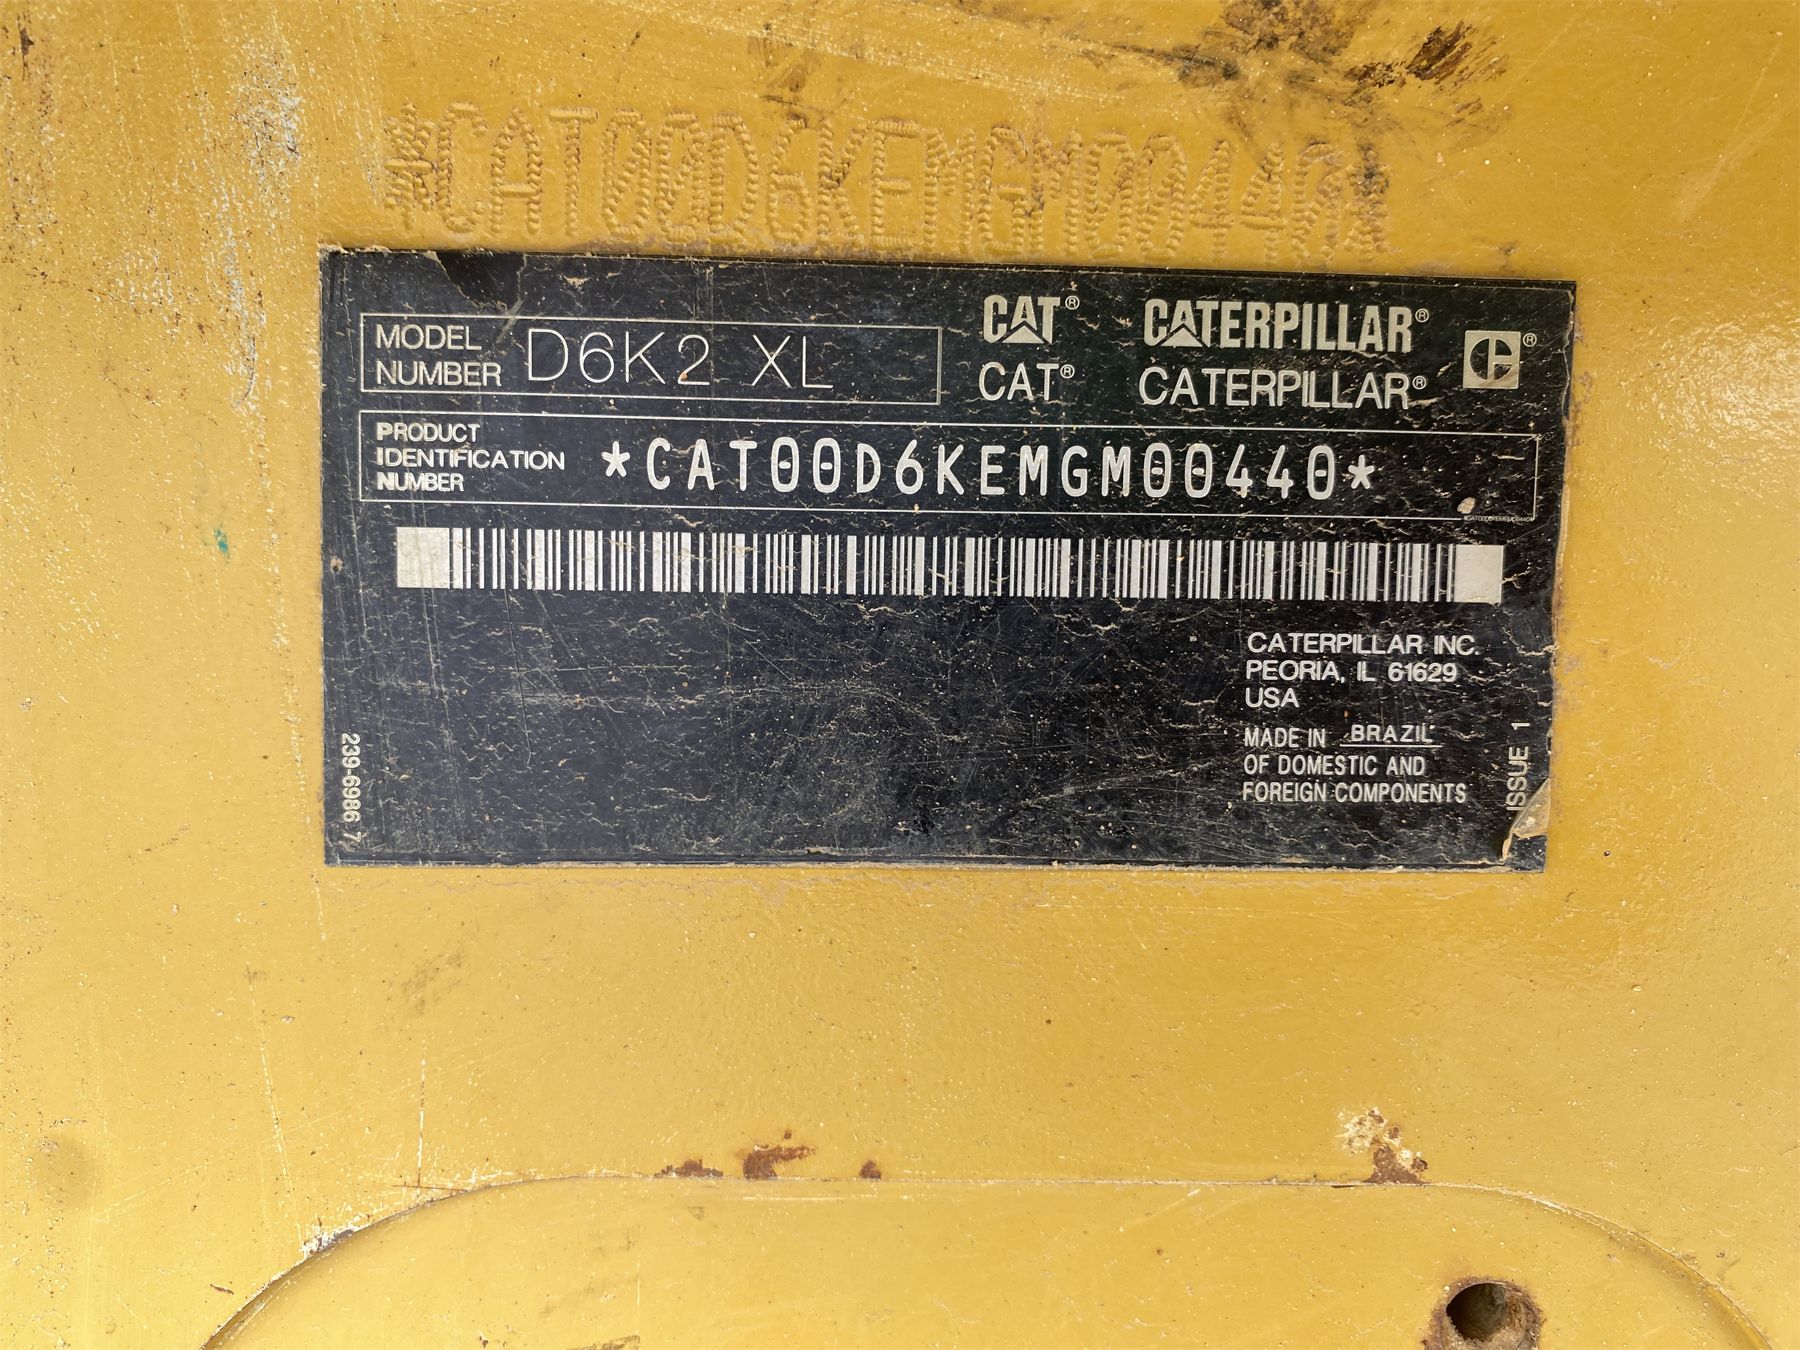 *CAT00D6KEMGM00440*
MODEL NUMBER D6K2 XL
CAT® CATERPILLAR®
CAT® CATERPILLAR®
PRODUCT IDENTIFICATION NUMBER *CAT00D6KEMGM00440*
*CAT00D6KEMGM00440*
CATERPILLAR INC.
PEORIA, IL 61629
USA
MADE IN BRAZIL
OF DOMESTIC AND
FOREIGN COMPONENTS
239-6986 7
ISSUE 1